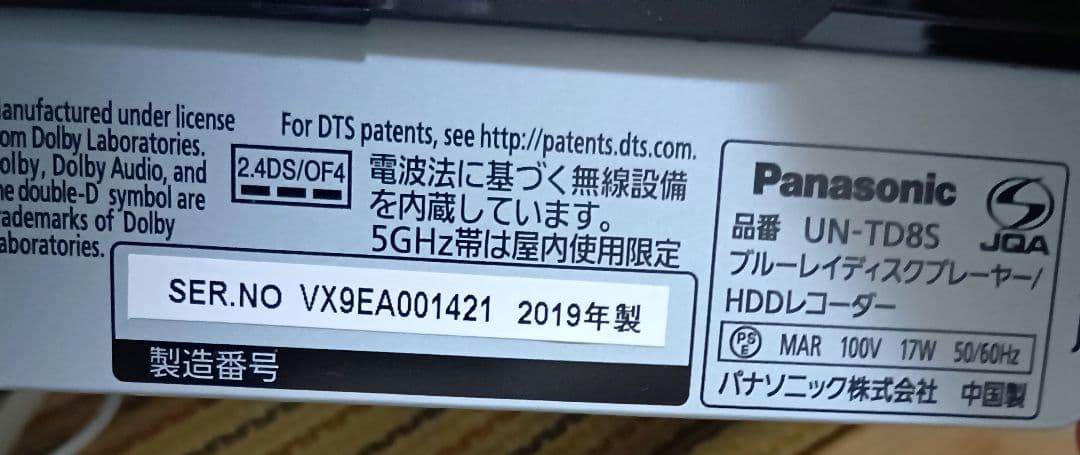 anufactured under license
om Dolby Laboratories.
olby, Dolby Audio, and
he double-D symbol are
rademarks of Dolby
aboratories.
For DTS patents, see http://patents.dts.com.
2.4DS/OF4
電波法に基づく無線設備
を内蔵しています。
5GHz帯は屋内使用限定
SER.NO VX9EA001421 2019年製
製造番号
Panasonic
JQA
品番 UN-TD8S
ブルーレイディスクプレーヤー/
HDDレコーダー
PSE MAR 100V 17W 50/60Hz
パナソニック株式会社 中国製